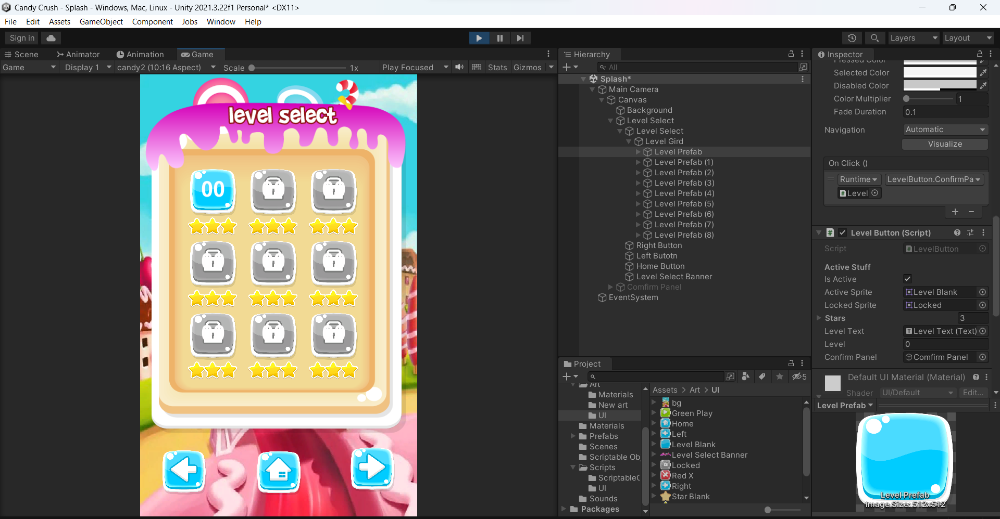 Candy Crush - Splash - Windows, Mac, Linux - Unity 2021.3.22f1 Personal* <DX11>
File Edit Assets GameObject Component Jobs Window Help
Sign in Layers Layout
Scene Animator Animation Game
Game Display 1 candy2 (10:16 Aspect) Scale 1x Play Focused Stats Gizmos
level select
00
Hierarchy
All
Splash*
Main Camera
Canvas
Background
Level Select
Level Select
Level Gird
Level Prefab
Level Prefab (1)
Level Prefab (2)
Level Prefab (3)
Level Prefab (4)
Level Prefab (5)
Level Prefab (6)
Level Prefab (7)
Level Prefab (8)
Right Button
Left Butotn
Home Button
Level Select Banner
Comfirm Panel
EventSystem
Project
5
Art
Materials
New art
UI
Materials
Prefabs
Scenes
Scriptable Ob
Scripts
Scriptable
UI
Sounds
Packages
Assets > Art > UI
bg
Green Play
Home
Left
Level Blank
Level Select Banner
Locked
Red X
Right
Star Blank
Inspector
Pressed Color
Selected Color
Disabled Color
Color Multiplier 1
Fade Duration 0.1
Navigation Automatic
Visualize
On Click ()
Runtime LevelButton.ConfirmPa
Level
Level Button (Script)
Script LevelButton
Active Stuff
Is Active
Active Sprite Level Blank
Locked Sprite Locked
Stars 3
Level Text Level Text (Text)
Level 0
Confirm Panel Comfirm Panel
Default UI Material (Material)
Shader UI/Default Edit...
Level Prefab
Level Prefab
Image Size: 512x512